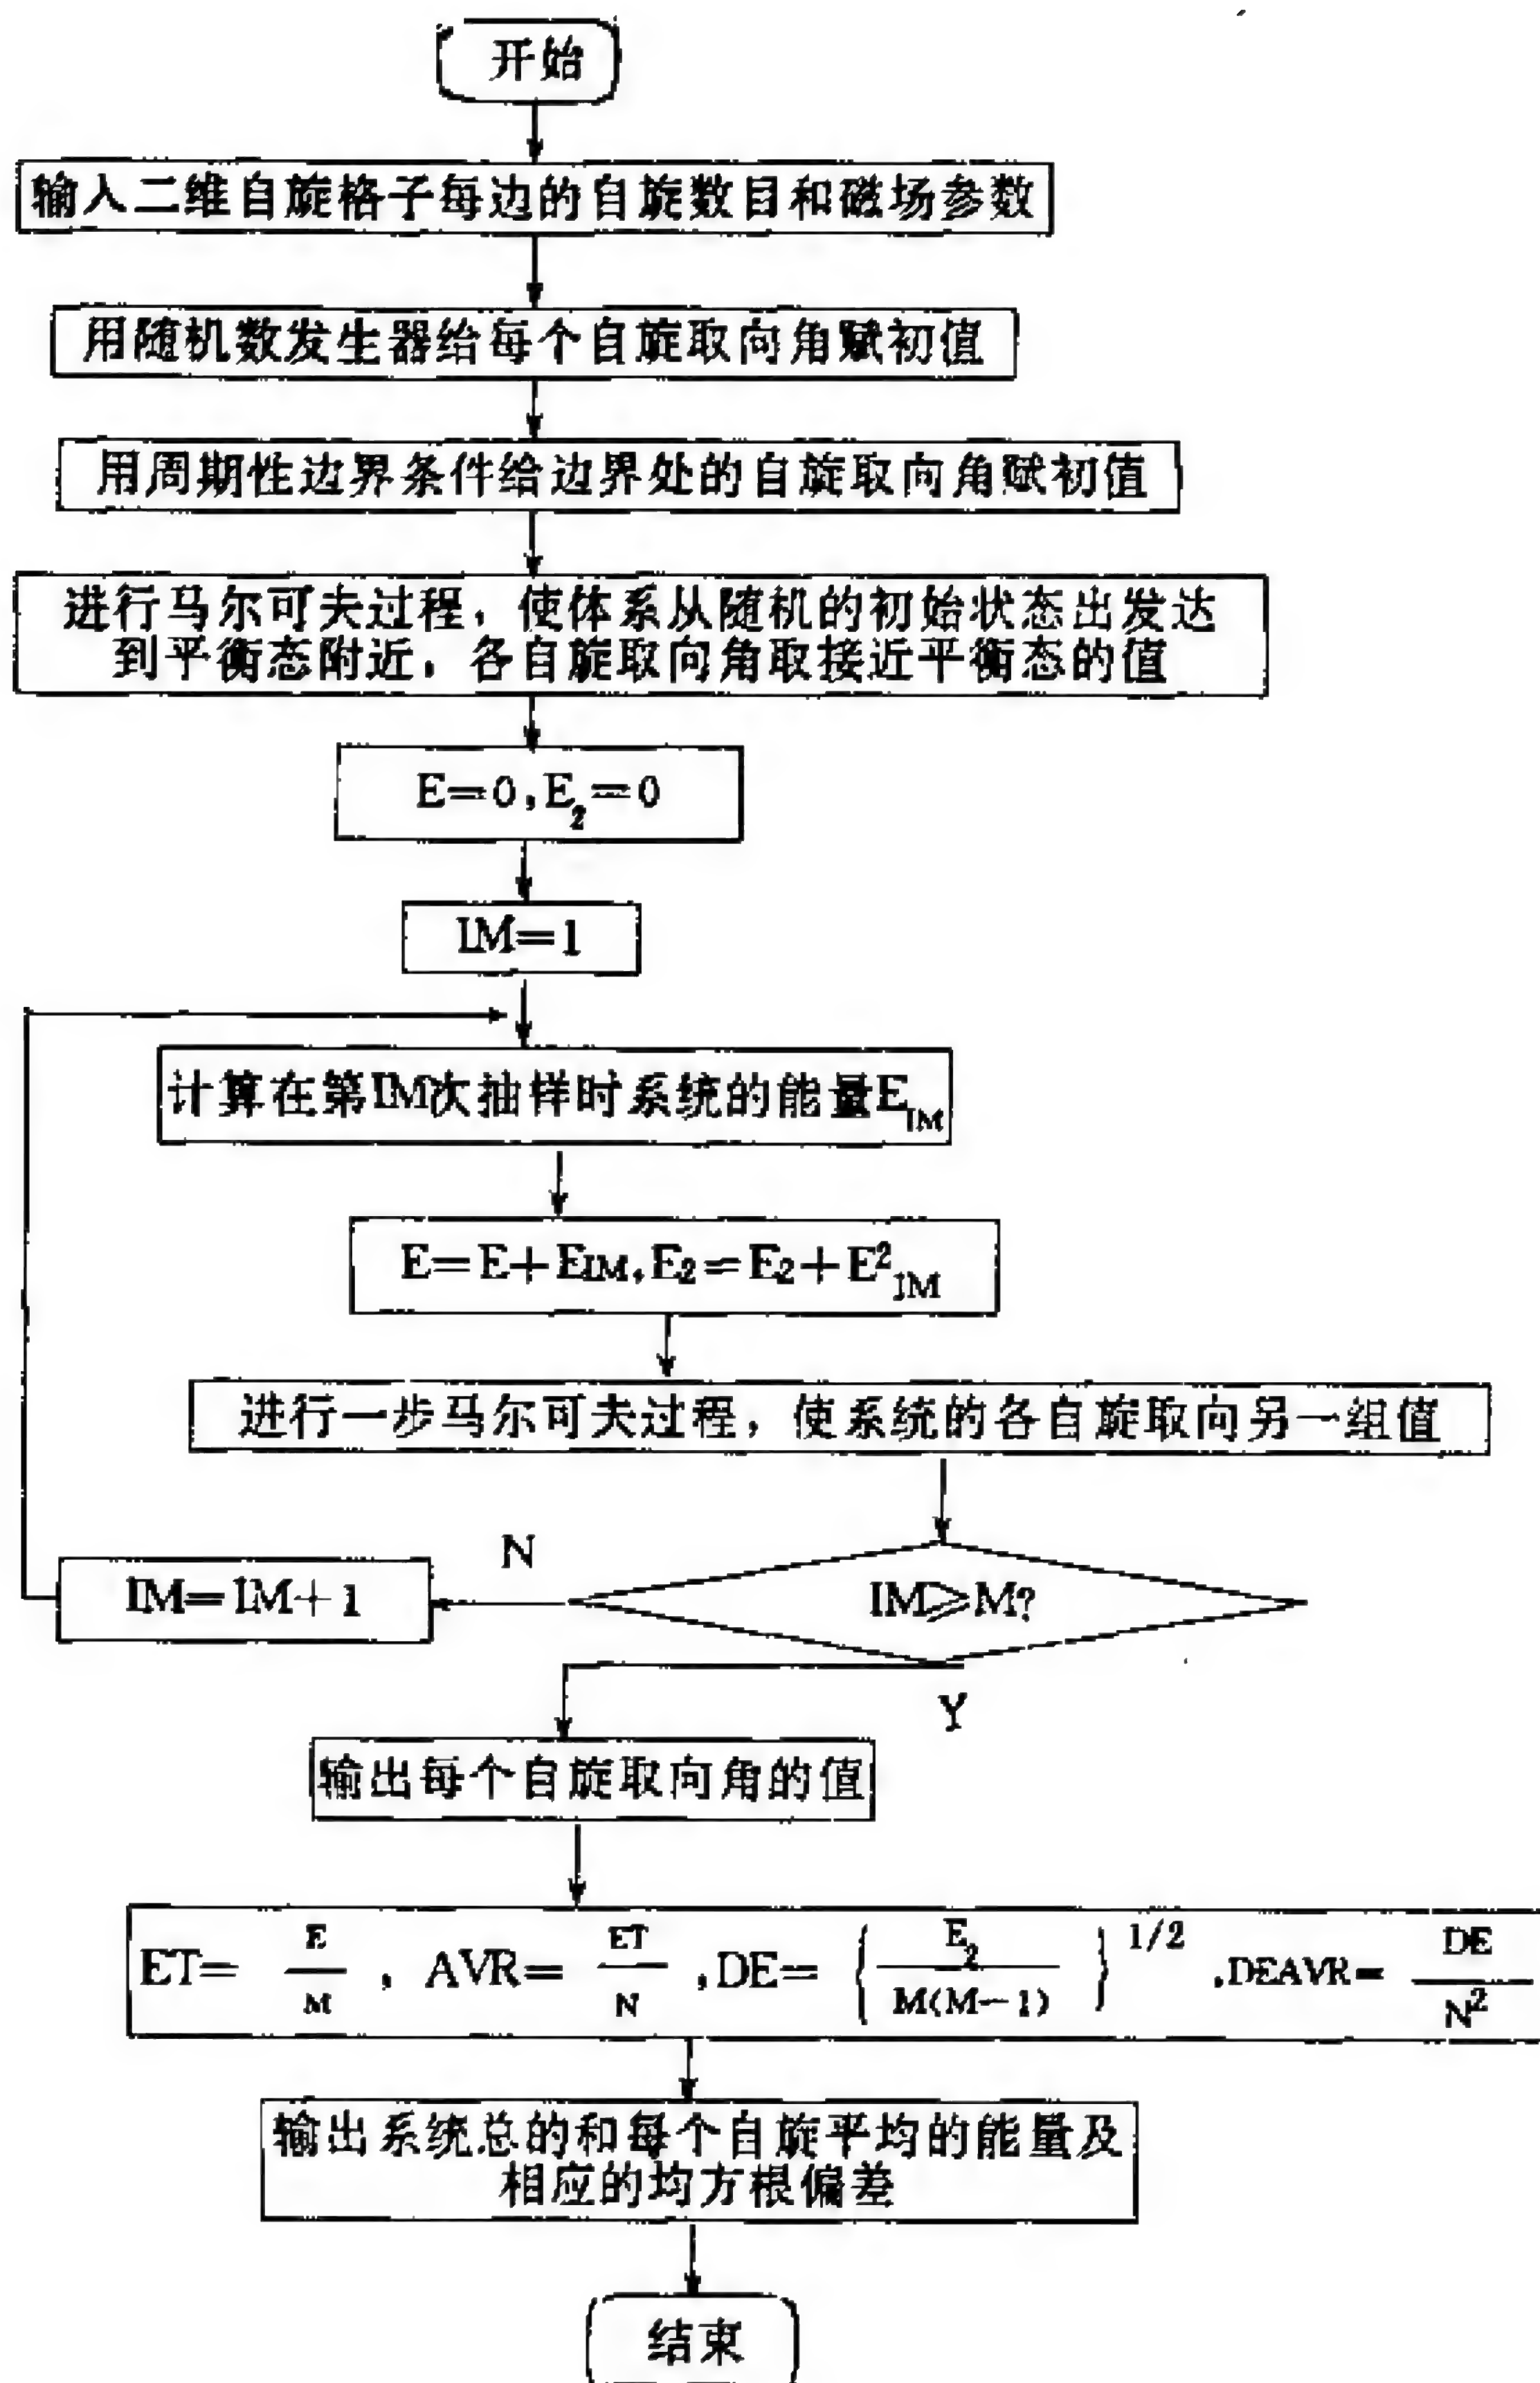 开始
输入二维自旋格子每边的自旋数目和磁场参数
用随机数发生器给每个自旋取向角赋初值
用周期性边界条件给边界处的自旋取向角赋初值
进行马尔可夫过程，使体系从随机的初始状态出发达
到平衡态附近，各自旋取向角取接近平衡态的值
E=0,E₂=0
IM=1
计算在第IM次抽样时系统的能量E_IM
E=E+E_IM,E₂=E₂+E²_IM
进行一步马尔可夫过程，使系统的各自旋取向另一组值
N
IM=IM+1
IM⩾M?
Y
输出每个自旋取向角的值
ET= E/M , AVR= ET/N ,DE= {E₂/M(M-1)}^1/2 ,DEAVR= DE/N²
输出系统总的和每个自旋平均的能量及
相应的均方根偏差
结束